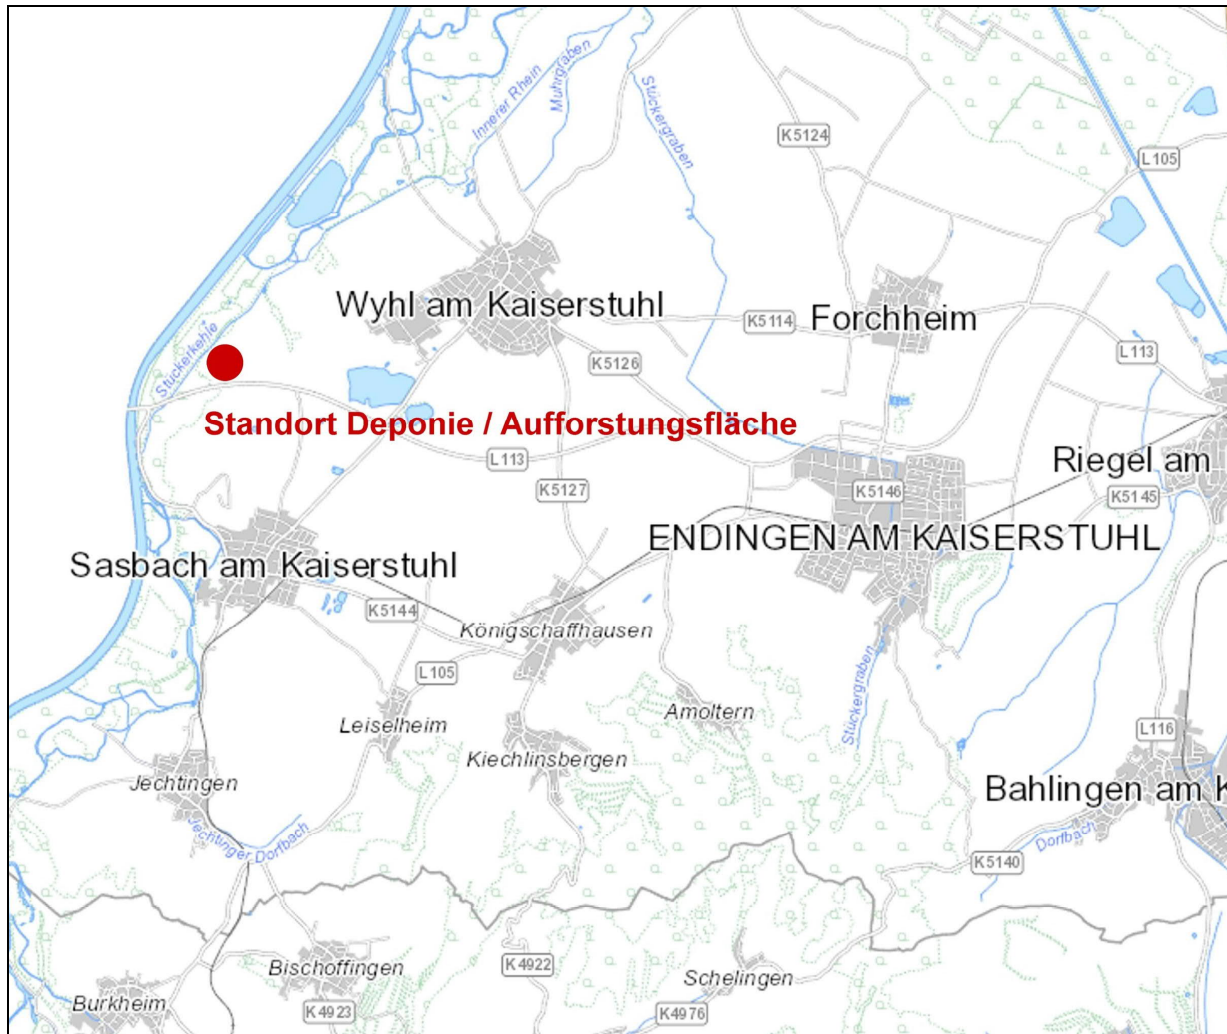 Innerer Rhein
Muhrgraben
Stückergraben
K5124
L105
Wyhl am Kaiserstuhl
Forchheim
K5114
Stückerkehle
K5126
L113
Standort Deponie / Aufforstungsfläche
L113
K5127
K5146
Riegel am
K5145
ENDINGEN AM KAISERSTUHL
Sasbach am Kaiserstuhl
K5144
Königschaffhausen
L105
Leiselheim
Amoltern
Stückergraben
L116
Kiechlinsbergen
Jechtingen
Bahlingen am K
Jechtinger Dorfbach
Dorfbach
K5140
Bischoffingen
K4922
Schelingen
Burkheim
K4923
K4976